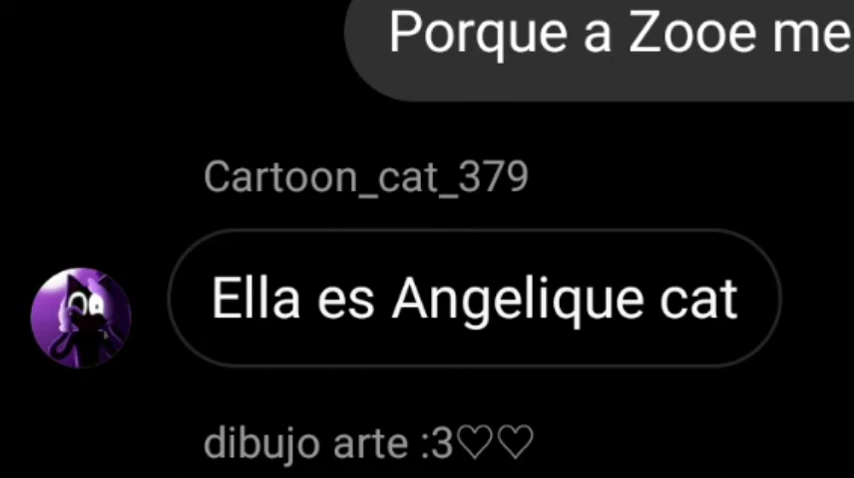 Porque a Zooe me
Cartoon_cat_379
Ella es Angelique cat
dibujo arte :3♡♡